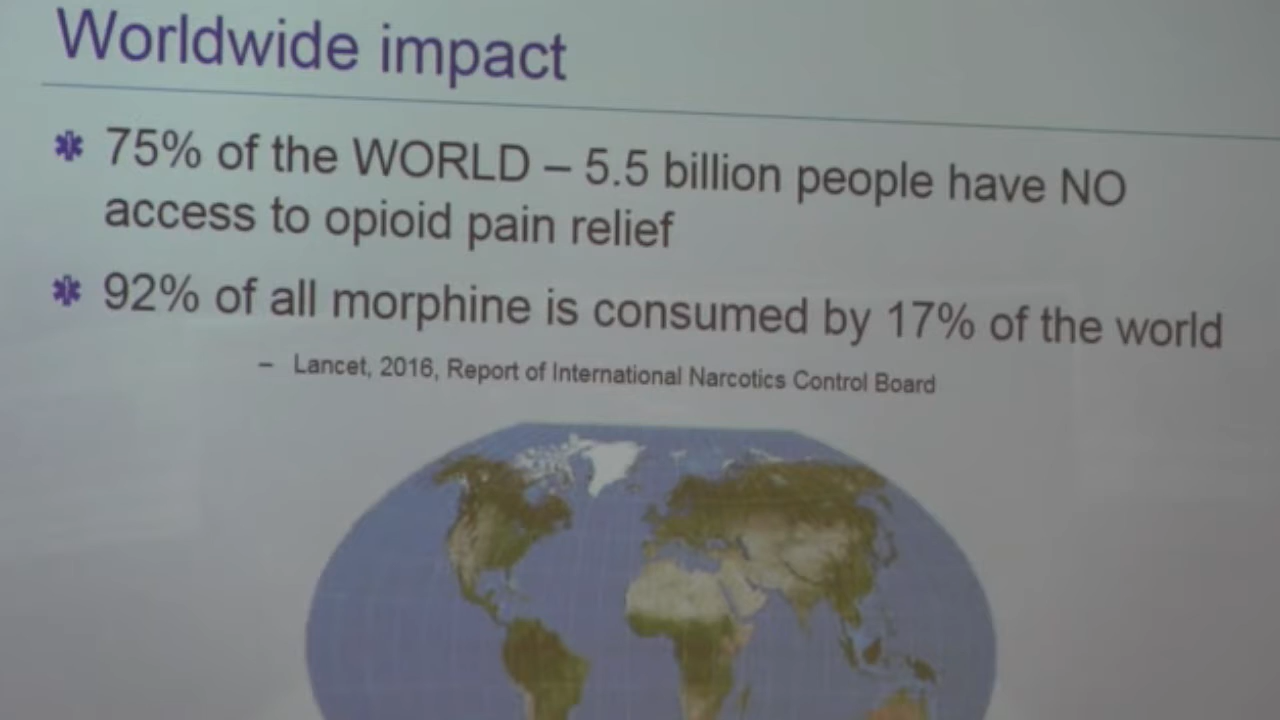 Worldwide impact
* 75% of the WORLD – 5.5 billion people have NO
access to opioid pain relief
* 92% of all morphine is consumed by 17% of the world
– Lancet, 2016, Report of International Narcotics Control Board